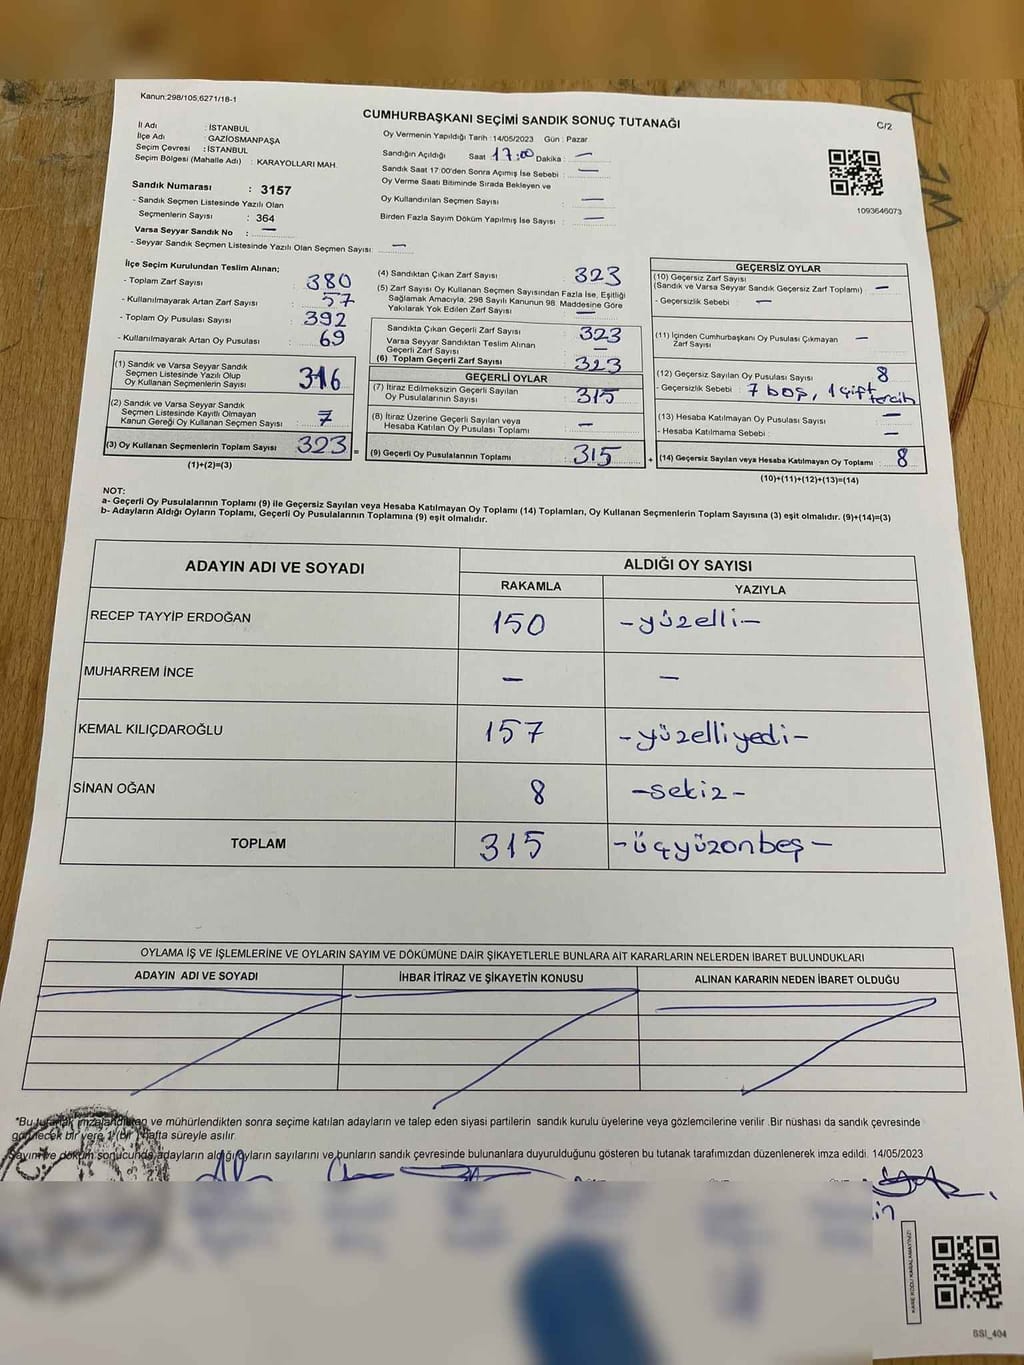 Kanun:298/105,6271/18-1
CUMHURBAŞKANI SEÇİMİ SANDIK SONUÇ TUTANAĞI
C/2
İl Adı : İSTANBUL
İlçe Adı : GAZİOSMANPAŞA
Seçim Çevresi : İSTANBUL
Seçim Bölgesi (Mahalle Adı) : KARAYOLLARI MAH.
Sandık Numarası : 3157
- Sandık Seçmen Listesinde Yazılı Olan
Seçmenlerin Sayısı : 364
Varsa Seyyar Sandık No : —
- Seyyar Sandık Seçmen Listesinde Yazılı Olan Seçmen Sayısı: —
Oy Vermenin Yapıldığı Tarih : 14/05/2023 Gün : Pazar
Sandığın Açıldığı Saat 17:00 Dakika : —
Sandık Saat 17:00'den Sonra Açımış İse Sebebi : —
Oy Verme Saati Bitiminde Sırada Bekleyen ve
Oy Kullandırılan Seçmen Sayısı : —
Birden Fazla Sayım Döküm Yapılmış İse Sayısı : —
1093646073
İlçe Seçim Kurulundan Teslim Alınan;
- Toplam Zarf Sayısı : 380
- Kullanılmayarak Artan Zarf Sayısı : 57
- Toplam Oy Pusulası Sayısı : 392
- Kullanılmayarak Artan Oy Pusulası : 69
(1) Sandık ve Varsa Seyyar Sandık
Seçmen Listesinde Yazılı Olup
Oy Kullanan Seçmenlerin Sayısı : 316
(2) Sandık ve Varsa Seyyar Sandık
Seçmen Listesinde Kayıtlı Olmayan
Kanun Gereği Oy Kullanan Seçmen Sayısı : 7
(3) Oy Kullanan Seçmenlerin Toplam Sayısı : 323 =
(1)+(2)=(3)
(4) Sandıktan Çıkan Zarf Sayısı : 323
(5) Zarf Sayısı Oy Kullanan Seçmen Sayısından Fazla İse, Eşitliği
Sağlamak Amacıyla, 298 Sayılı Kanunun 98. Maddesine Göre
Yakılarak Yok Edilen Zarf Sayısı : —
Sandıkta Çıkan Geçerli Zarf Sayısı : 323
Varsa Seyyar Sandıktan Teslim Alınan
Geçerli Zarf Sayısı : —
(6) Toplam Geçerli Zarf Sayısı : 323
GEÇERLİ OYLAR
(7) İtiraz Edilmeksizin Geçerli Sayılan
Oy Pusulalarının Sayısı : 315
(8) İtiraz Üzerine Geçerli Sayılan veya
Hesaba Katılan Oy Pusulası Toplamı : —
(9) Geçerli Oy Pusulalarının Toplamı : 315 +
GEÇERSİZ OYLAR
(10) Geçersiz Zarf Sayısı
(Sandık ve Varsa Seyyar Sandık Geçersiz Zarf Toplamı) : —
- Geçersizlik Sebebi : —
(11) İçinden Cumhurbaşkanı Oy Pusulası Çıkmayan
Zarf Sayısı : —
(12) Geçersiz Sayılan Oy Pusulası Sayısı : 8
- Geçersizlik Sebebi : 7 boş, 1 çift
tercih
(13) Hesaba Katılmayan Oy Pusulası Sayısı : —
- Hesaba Katılmama Sebebi : —
(14) Geçersiz Sayılan veya Hesaba Katılmayan Oy Toplamı : 8
(10)+(11)+(12)+(13)=(14)
NOT:
a- Geçerli Oy Pusulalarının Toplamı (9) ile Geçersiz Sayılan veya Hesaba Katılmayan Oy Toplamı (14) Toplamları, Oy Kullanan Seçmenlerin Toplam Sayısına (3) eşit olmalıdır. (9)+(14)=(3)
b- Adayların Aldığı Oyların Toplamı, Geçerli Oy Pusulalarının Toplamına (9) eşit olmalıdır.
ADAYIN ADI VE SOYADI
ALDIĞI OY SAYISI
RAKAMLA YAZIYLA
RECEP TAYYİP ERDOĞAN 150 -yüzelli-
MUHARREM İNCE — —
KEMAL KILIÇDAROĞLU 157 -yüzelliyedi-
SİNAN OĞAN 8 -sekiz-
TOPLAM 315 -üçyüzonbeş-
OYLAMA İŞ VE İŞLEMLERİNE VE OYLARIN SAYIM VE DÖKÜMÜNE DAİR ŞİKAYETLERLE BUNLARA AİT KARARLARIN NELERDEN İBARET BULUNDUKLARI
ADAYIN ADI VE SOYADI İHBAR İTİRAZ VE ŞİKAYETİN KONUSU ALINAN KARARIN NEDEN İBARET OLDUĞU
*Bu tutanak imzalandıktan ve mühürlendikten sonra seçime katılan adayların ve talep eden siyasi partilerin sandık kurulu üyelerine veya gözlemcilerine verilir .Bir nüshası da sandık çevresinde
görülecek bir yere 1 (bir) hafta süreyle asılır.
Sayım ve döküm sonucunda adayların aldığı oyların sayılarını ve bunların sandık çevresinde bulunanlara duyurulduğunu gösteren bu tutanak tarafımızdan düzenlenerek imza edildi. 14/05/2023
KARE KODU KARALAMAYINIZ!
SSI_404